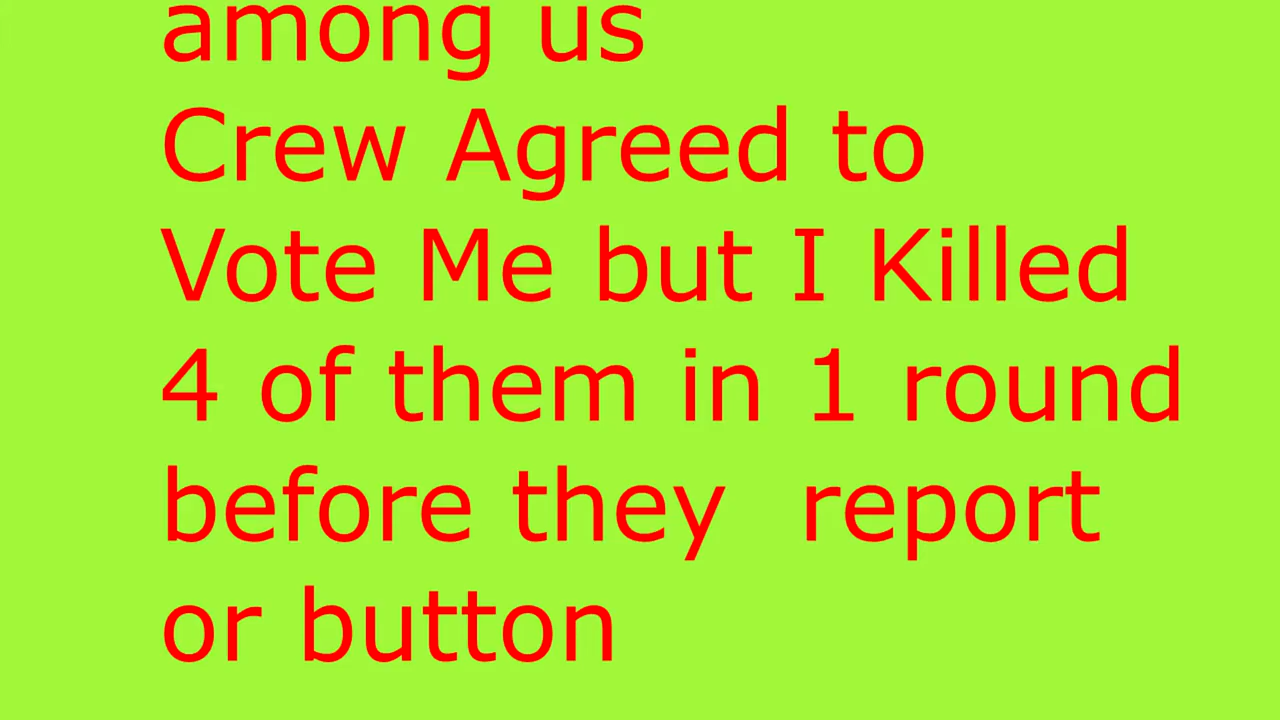 among us
Crew Agreed to
Vote Me but I Killed
4 of them in 1 round
before they  report
or button